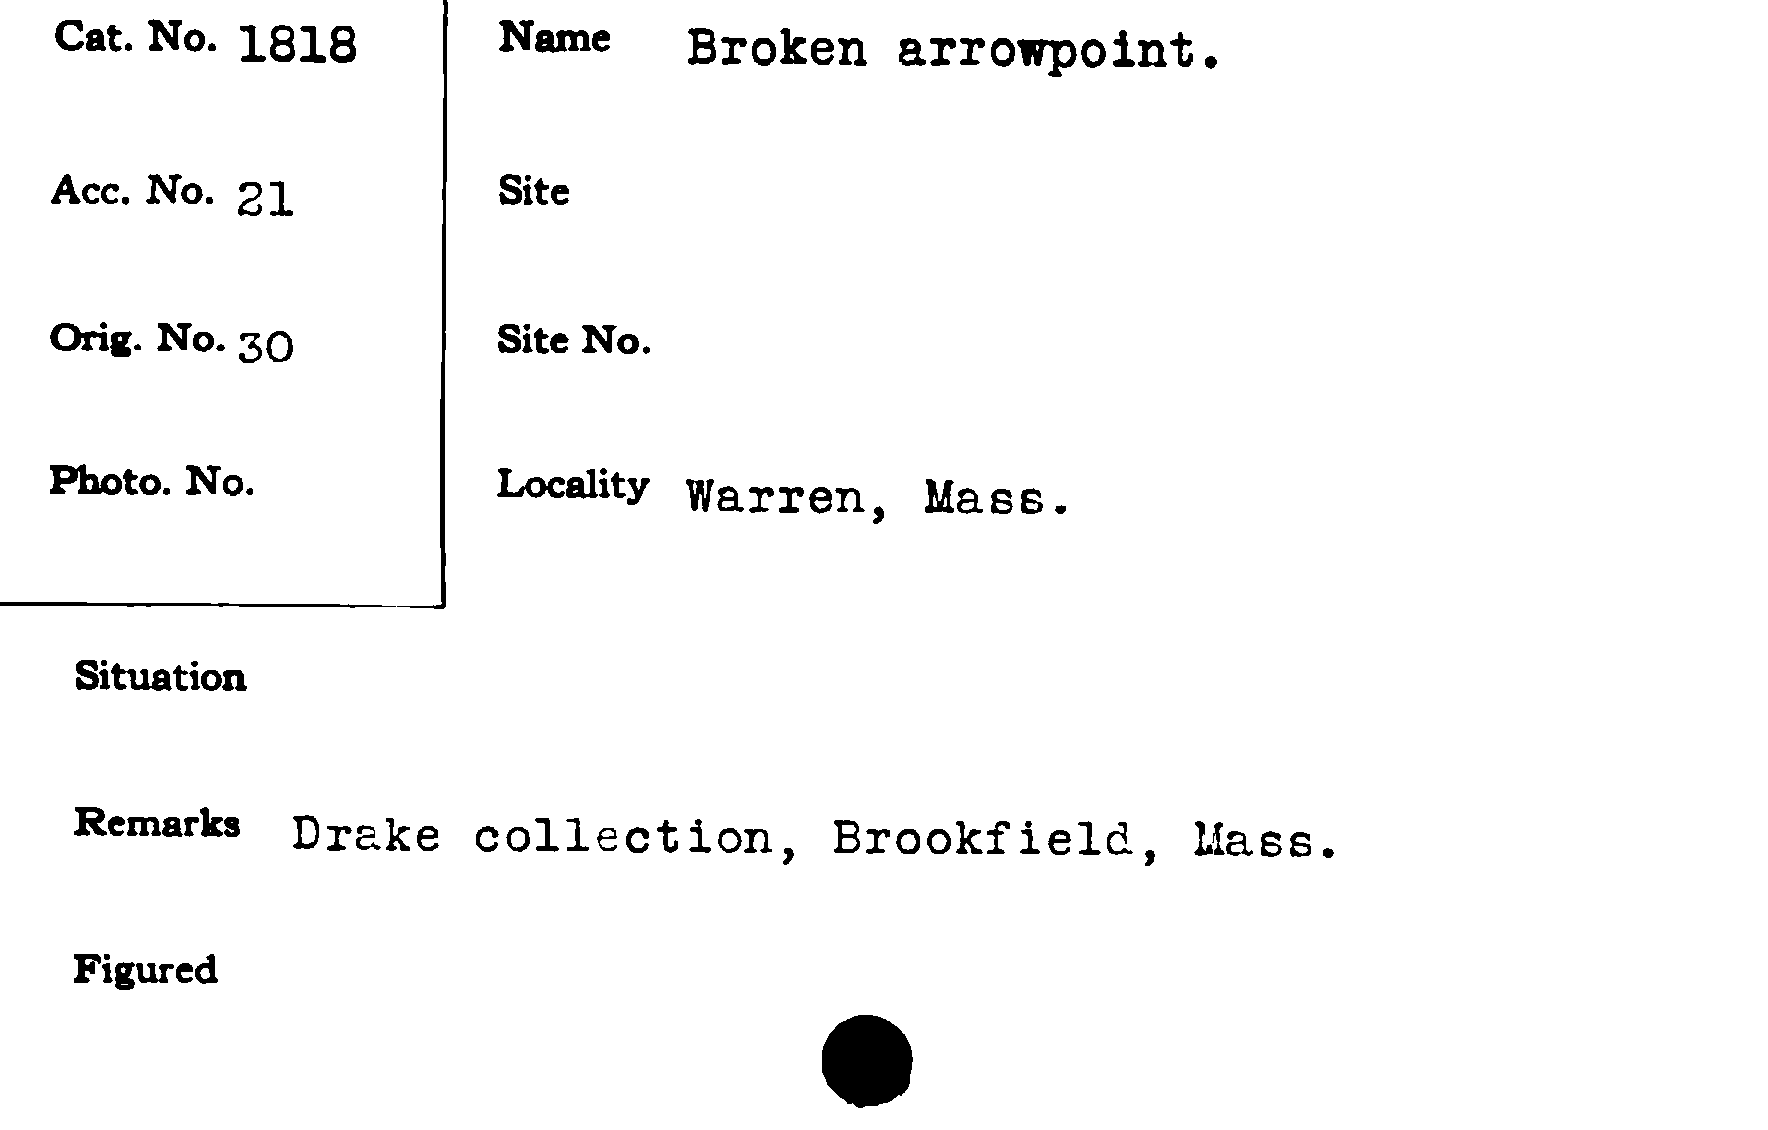 Cat. No. 1818
Acc. No. 21
Orig. No. 30
Photo. No.
Name Broken arrowpoint.
Site
Site No.
Locality Warren, Mass.
Situation
Remarks Drake collection, Brookfield, Mass.
Figured